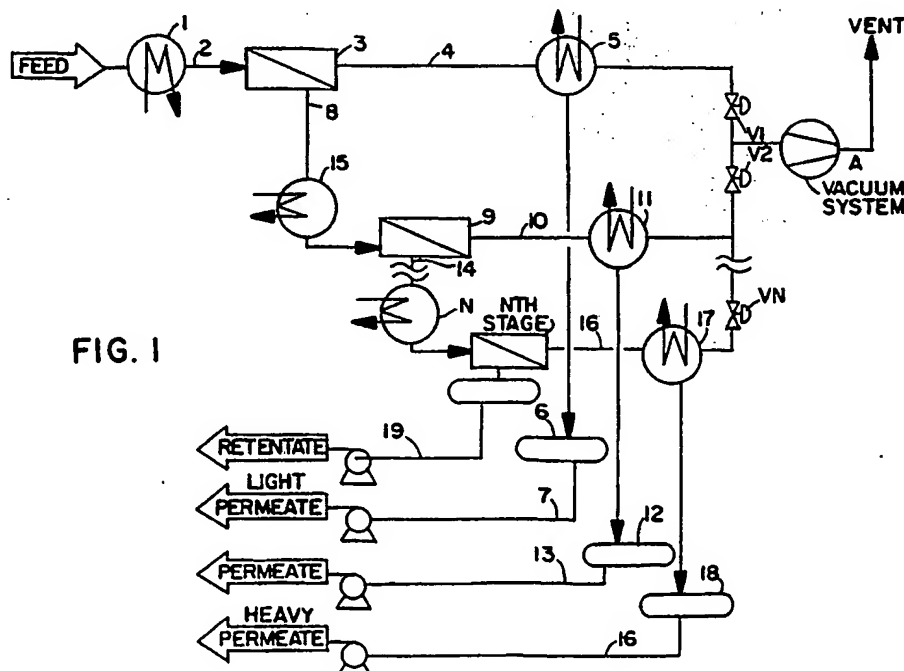 1
2
FEED
3
4
5
VENT
8
V1
V2
A
VACUUM
SYSTEM
15
9
10
11
14
N
NTH
STAGE
16
17
VN
FIG. 1
6
RETENTATE
19
LIGHT
PERMEATE
7
12
PERMEATE
13
18
HEAVY
PERMEATE
16